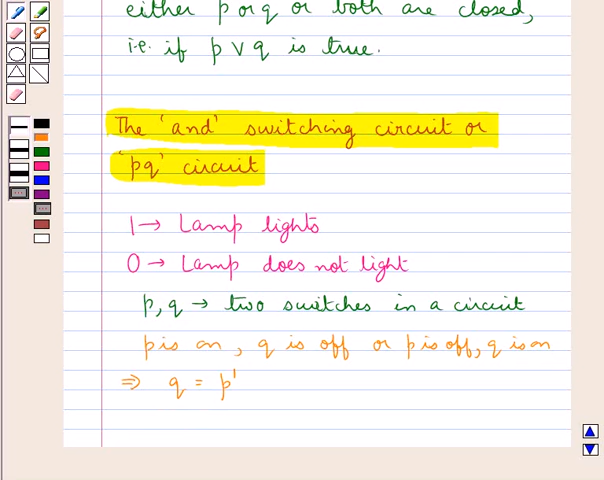 either p or q or both are closed,
i.e. if p ∨ q is true.
The 'and' switching circuit or
'pq' circuit
1 → Lamp lights
0 → Lamp does not light
p, q → two switches in a circuit
p is on, q is off or p is off, q is on
⇒ q = p'